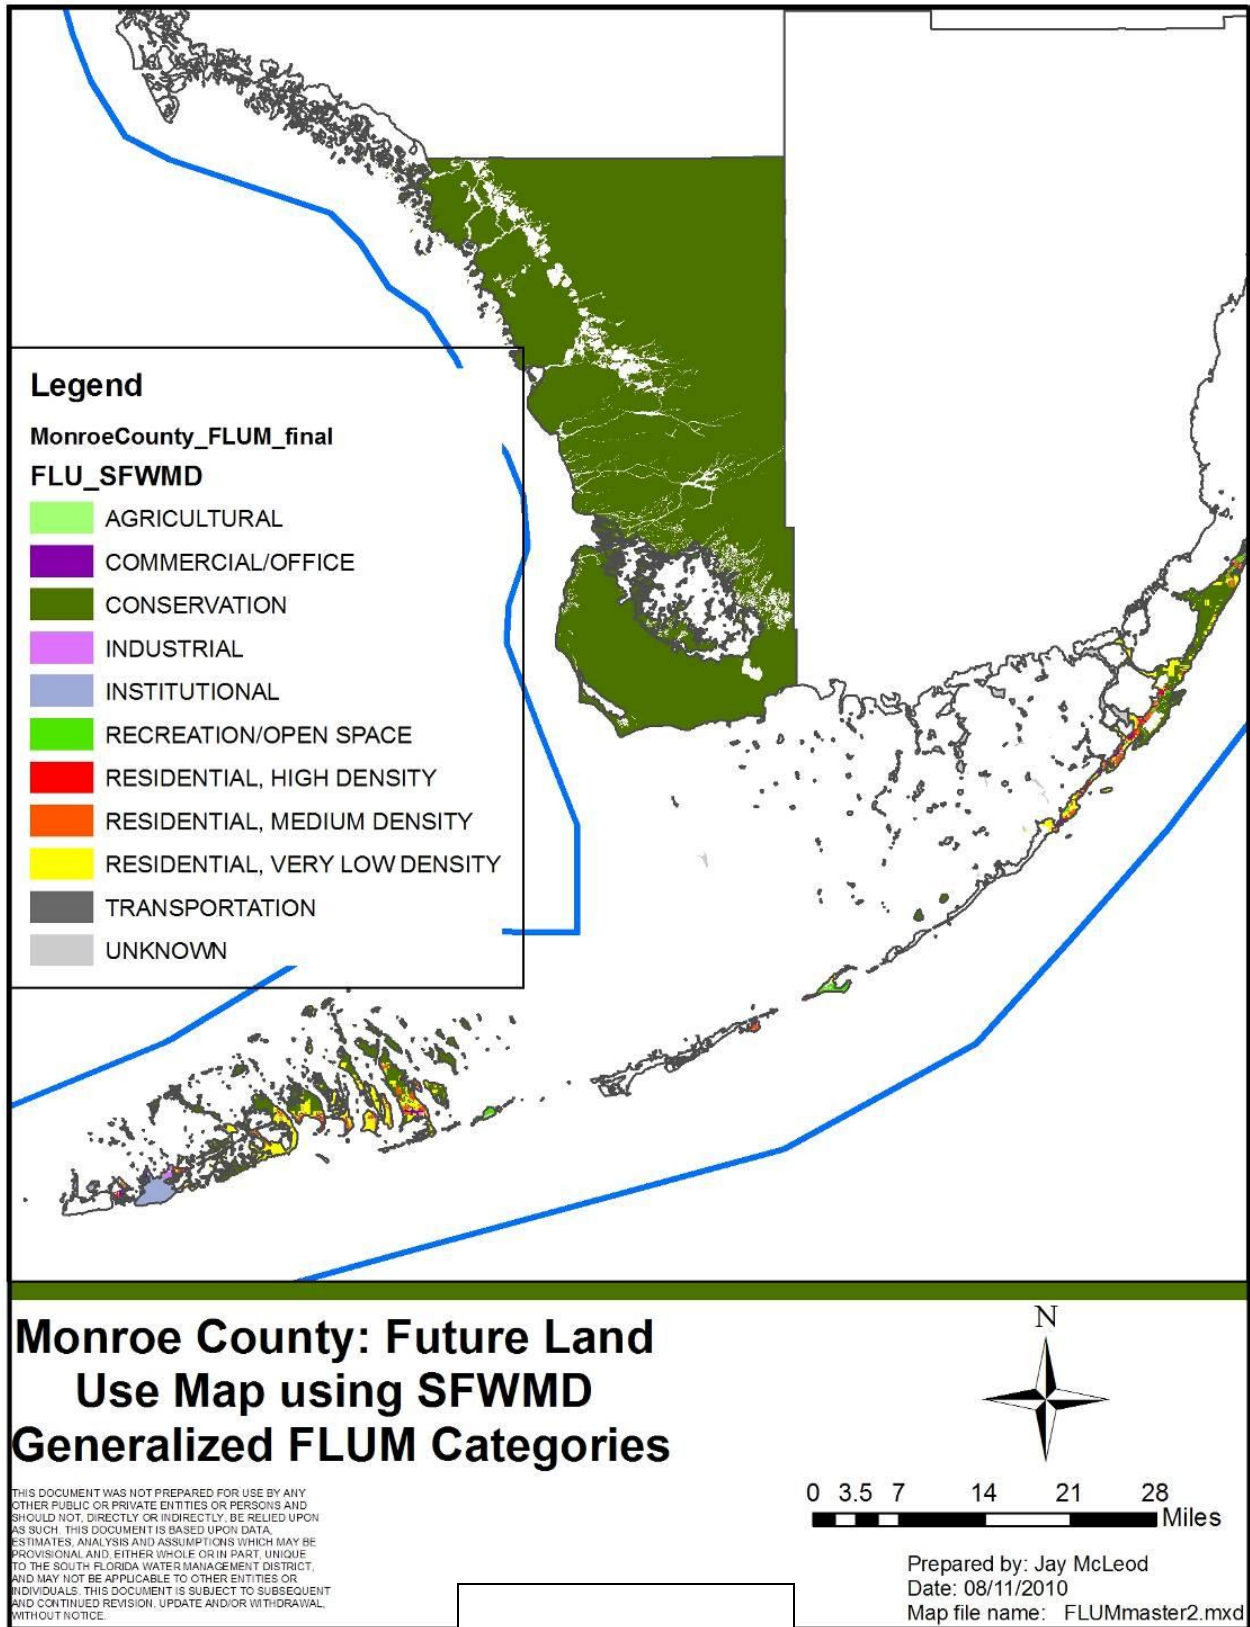 Legend
MonroeCounty_FLUM_final
FLU_SFWMD
AGRICULTURAL
COMMERCIAL/OFFICE
CONSERVATION
INDUSTRIAL
INSTITUTIONAL
RECREATION/OPEN SPACE
RESIDENTIAL, HIGH DENSITY
RESIDENTIAL, MEDIUM DENSITY
RESIDENTIAL, VERY LOW DENSITY
TRANSPORTATION
UNKNOWN
Monroe County: Future Land
Use Map using SFWMD
Generalized FLUM Categories
THIS DOCUMENT WAS NOT PREPARED FOR USE BY ANY
OTHER PUBLIC OR PRIVATE ENTITIES OR PERSONS AND
SHOULD NOT, DIRECTLY OR INDIRECTLY, BE RELIED UPON
AS SUCH. THIS DOCUMENT IS BASED UPON DATA,
ESTIMATES, ANALYSIS AND ASSUMPTIONS WHICH MAY BE
PROVISIONAL AND, EITHER WHOLE OR IN PART, UNIQUE
TO THE SOUTH FLORIDA WATER MANAGEMENT DISTRICT,
AND MAY NOT BE APPLICABLE TO OTHER ENTITIES OR
INDIVIDUALS. THIS DOCUMENT IS SUBJECT TO SUBSEQUENT
AND CONTINUED REVISION, UPDATE AND/OR WITHDRAWAL,
WITHOUT NOTICE.
N
0 3.5 7 14 21 28
Miles
Prepared by: Jay McLeod
Date: 08/11/2010
Map file name: FLUMmaster2.mxd